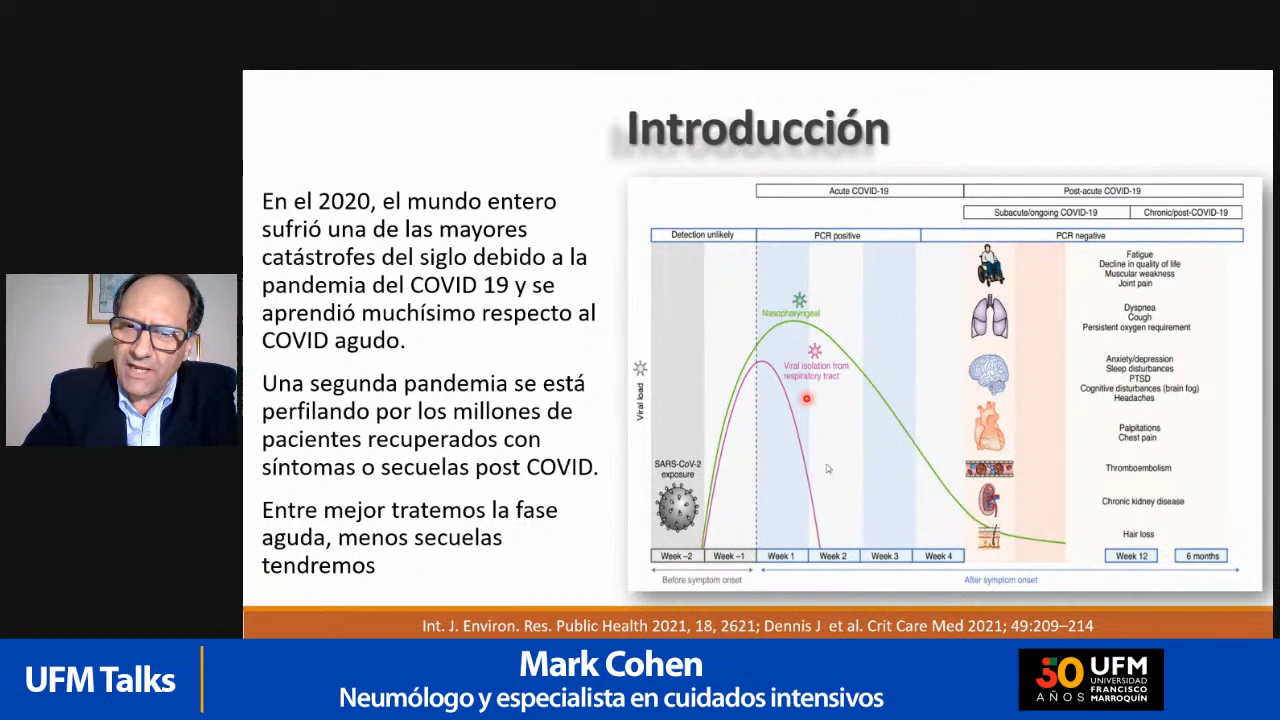 Introducción
En el 2020, el mundo entero
sufrió una de las mayores
catástrofes del siglo debido a la
pandemia del COVID 19 y se
aprendió muchísimo respecto al
COVID agudo.
Una segunda pandemia se está
perfilando por los millones de
pacientes recuperados con
síntomas o secuelas post COVID.
Entre mejor tratemos la fase
aguda, menos secuelas
tendremos
Acute COVID-19
Post-acute COVID-19
Subacute/ongoing COVID-19
Chronic/post-COVID-19
Detection unlikely
PCR positive
PCR negative
Viral load
SARS-CoV-2
exposure
Nasopharyngeal
Viral isolation from
respiratory tract
Fatigue
Decline in quality of life
Muscular weakness
Joint pain
Dyspnea
Cough
Persistent oxygen requirement
Anxiety/depression
Sleep disturbances
PTSD
Cognitive disturbances (brain fog)
Headaches
Palpitations
Chest pain
Thromboembolism
Chronic kidney disease
Hair loss
Week –2
Week –1
Week 1
Week 2
Week 3
Week 4
Week 12
6 months
Before symptom onset
After symptom onset
Int. J. Environ. Res. Public Health 2021, 18, 2621; Dennis J et al. Crit Care Med 2021; 49:209–214
UFM Talks
Mark Cohen
Neumólogo y especialista en cuidados intensivos
50
AÑOS
UFM
UNIVERSIDAD
FRANCISCO
MARROQUÍN